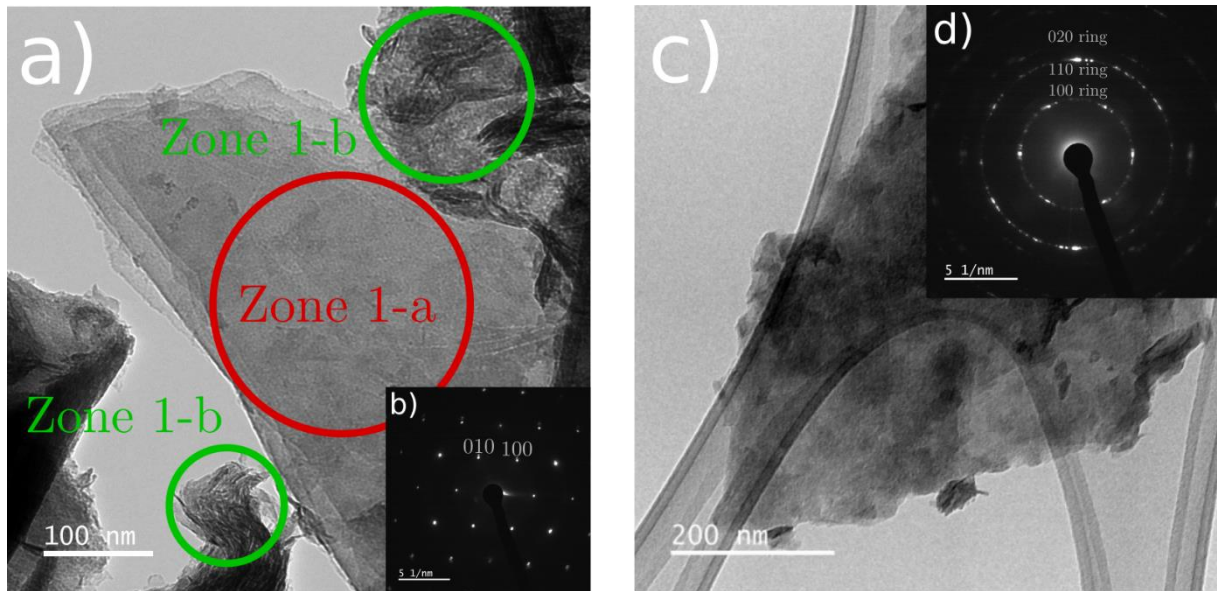 a)
Zone 1-b
Zone 1-a
Zone 1-b
100 nm
b)
010 100
5 1/nm
c)
200 nm
d)
020 ring
110 ring
100 ring
5 1/nm